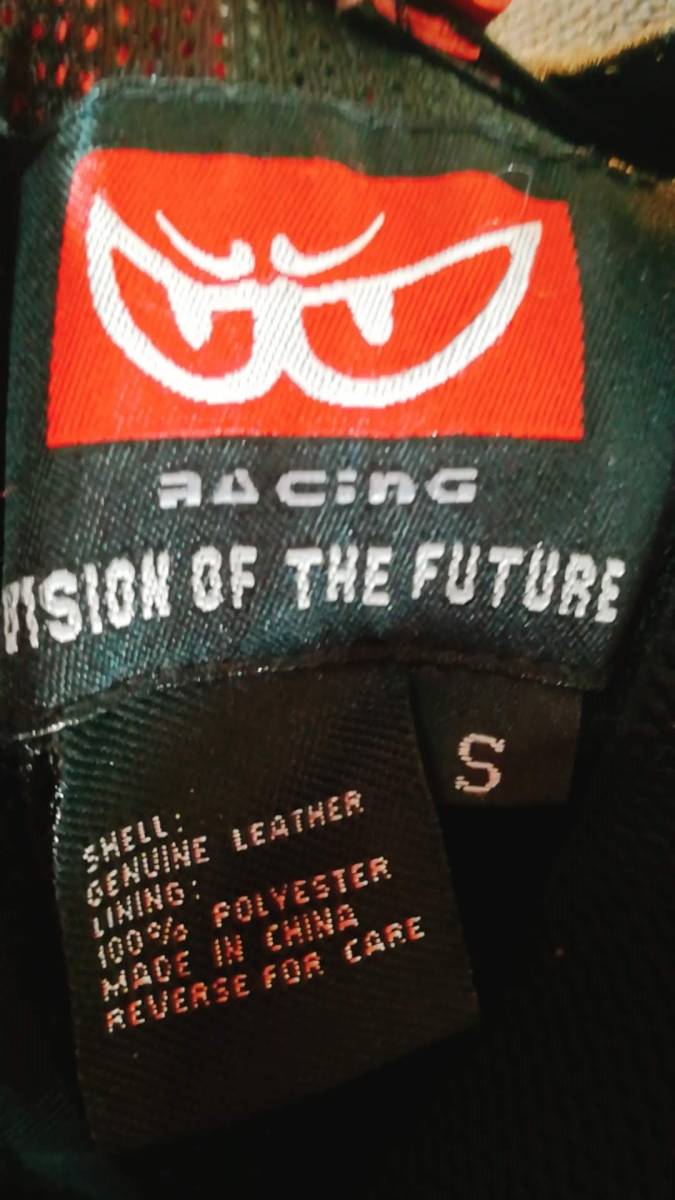 RACING
VISION OF THE FUTURE
S
SHELL:
GENUINE LEATHER
LINING:
100% POLYESTER
MADE IN CHINA
REVERSE FOR CARE